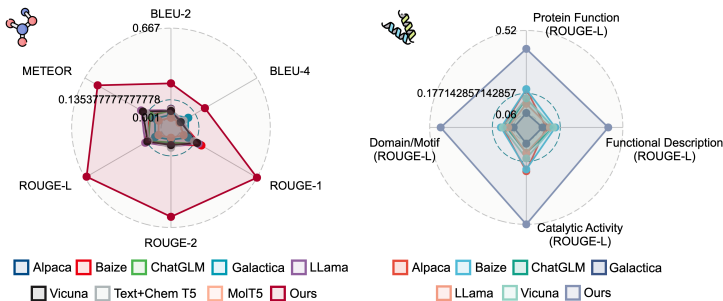 BLEU-2
0.667
METEOR
BLEU-4
0.135377777777778
0.001
ROUGE-L
ROUGE-1
ROUGE-2
Alpaca Baize ChatGLM Galactica LLama
Vicuna Text+Chem T5 MolT5 Ours
Protein Function
(ROUGE-L)
0.52
0.177142857142857
0.06
Domain/Motif
(ROUGE-L)
Functional Description
(ROUGE-L)
Catalytic Activity
(ROUGE-L)
Alpaca Baize ChatGLM Galactica
LLama Vicuna Ours